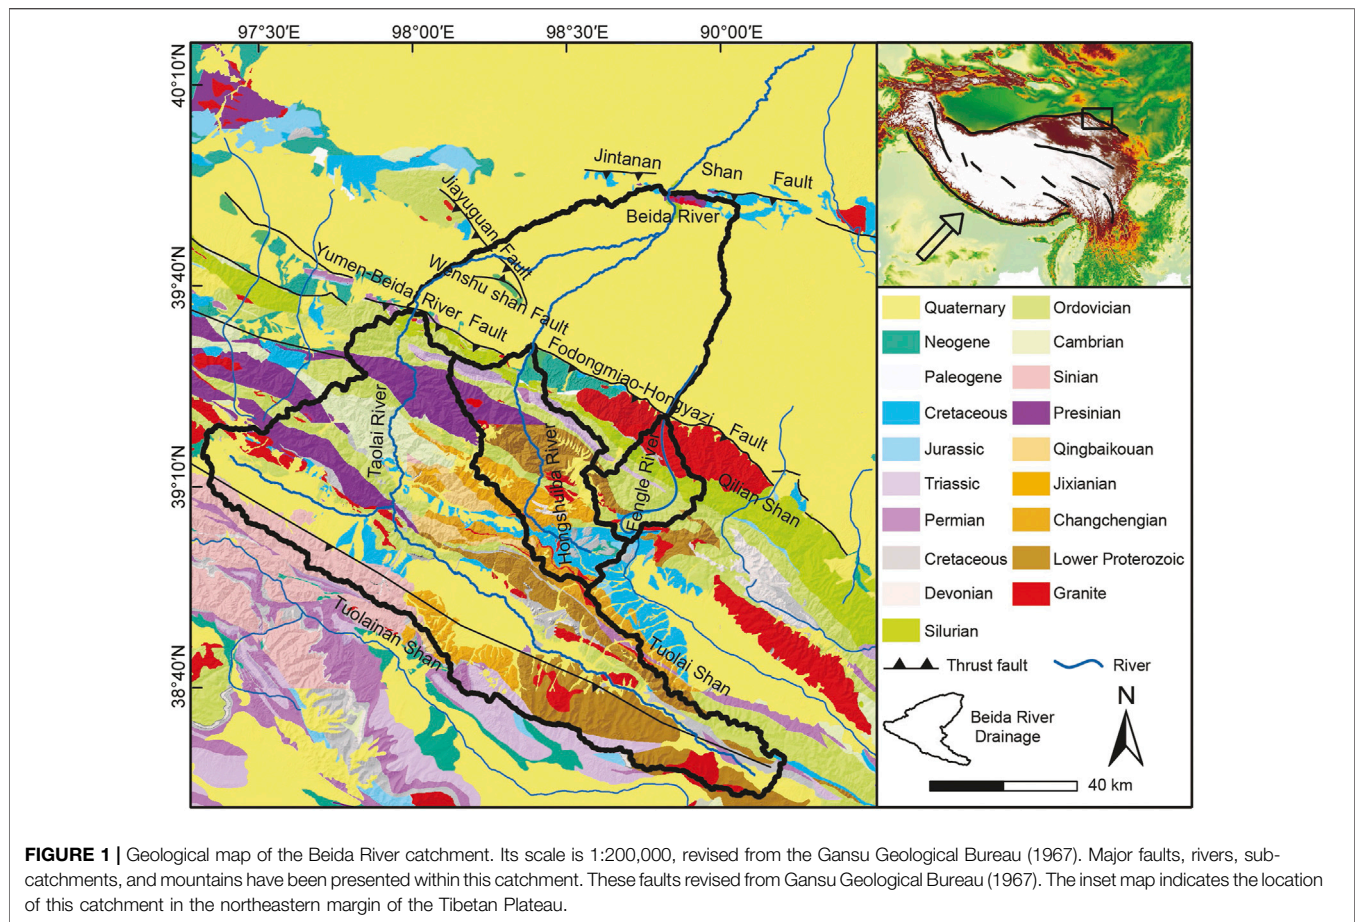 97°30′E 98°00′E 98°30′E 90°00′E
40°10′N
39°40′N
39°10′N
38°40′N
Jintanan Shan Fault
Beida River
Jiayuguan Fault
Wenshu shan Fault
Yumen-Beida River Fault
Fodongmiao-Hongyazi Fault
Taolai River
Hongshuiba River
Fengle River
Qilian Shan
Tuolainan Shan
Tuolai Shan
Quaternary
Neogene
Paleogene
Cretaceous
Jurassic
Triassic
Permian
Cretaceous
Devonian
Silurian
Ordovician
Cambrian
Sinian
Presinian
Qingbaikouan
Jixianian
Changchengian
Lower Proterozoic
Granite
Thrust fault
River
Beida River
Drainage
N
40 km
FIGURE 1 | Geological map of the Beida River catchment. Its scale is 1:200,000, revised from the Gansu Geological Bureau (1967). Major faults, rivers, sub-
catchments, and mountains have been presented within this catchment. These faults revised from Gansu Geological Bureau (1967). The inset map indicates the location
of this catchment in the northeastern margin of the Tibetan Plateau.